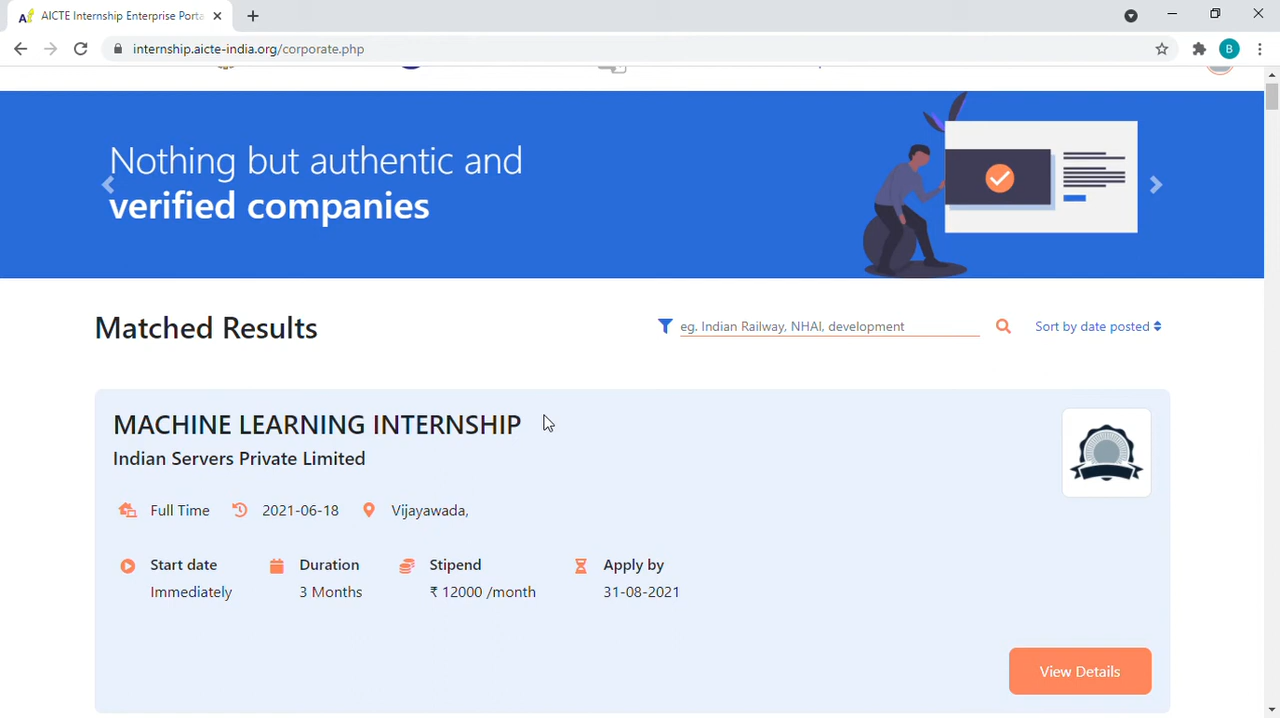 AICTE Internship Enterprise Porta
internship.aicte-india.org/corporate.php
B
Nothing but authentic and
verified companies
Matched Results
eg. Indian Railway, NHAI, development
Sort by date posted
MACHINE LEARNING INTERNSHIP
Indian Servers Private Limited
Full Time 2021-06-18 Vijayawada,
Start date Duration Stipend Apply by
Immediately 3 Months ₹ 12000 /month 31-08-2021
View Details